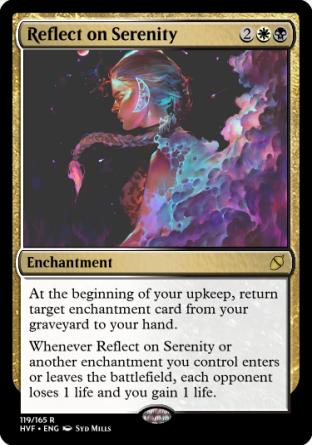 Reflect on Serenity 2
Enchantment
At the beginning of your upkeep, return
target enchantment card from your
graveyard to your hand.
Whenever Reflect on Serenity or
another enchantment you control enters
or leaves the battlefield, each opponent
loses 1 life and you gain 1 life.
119/165 R
HVF • ENG Syd Mills